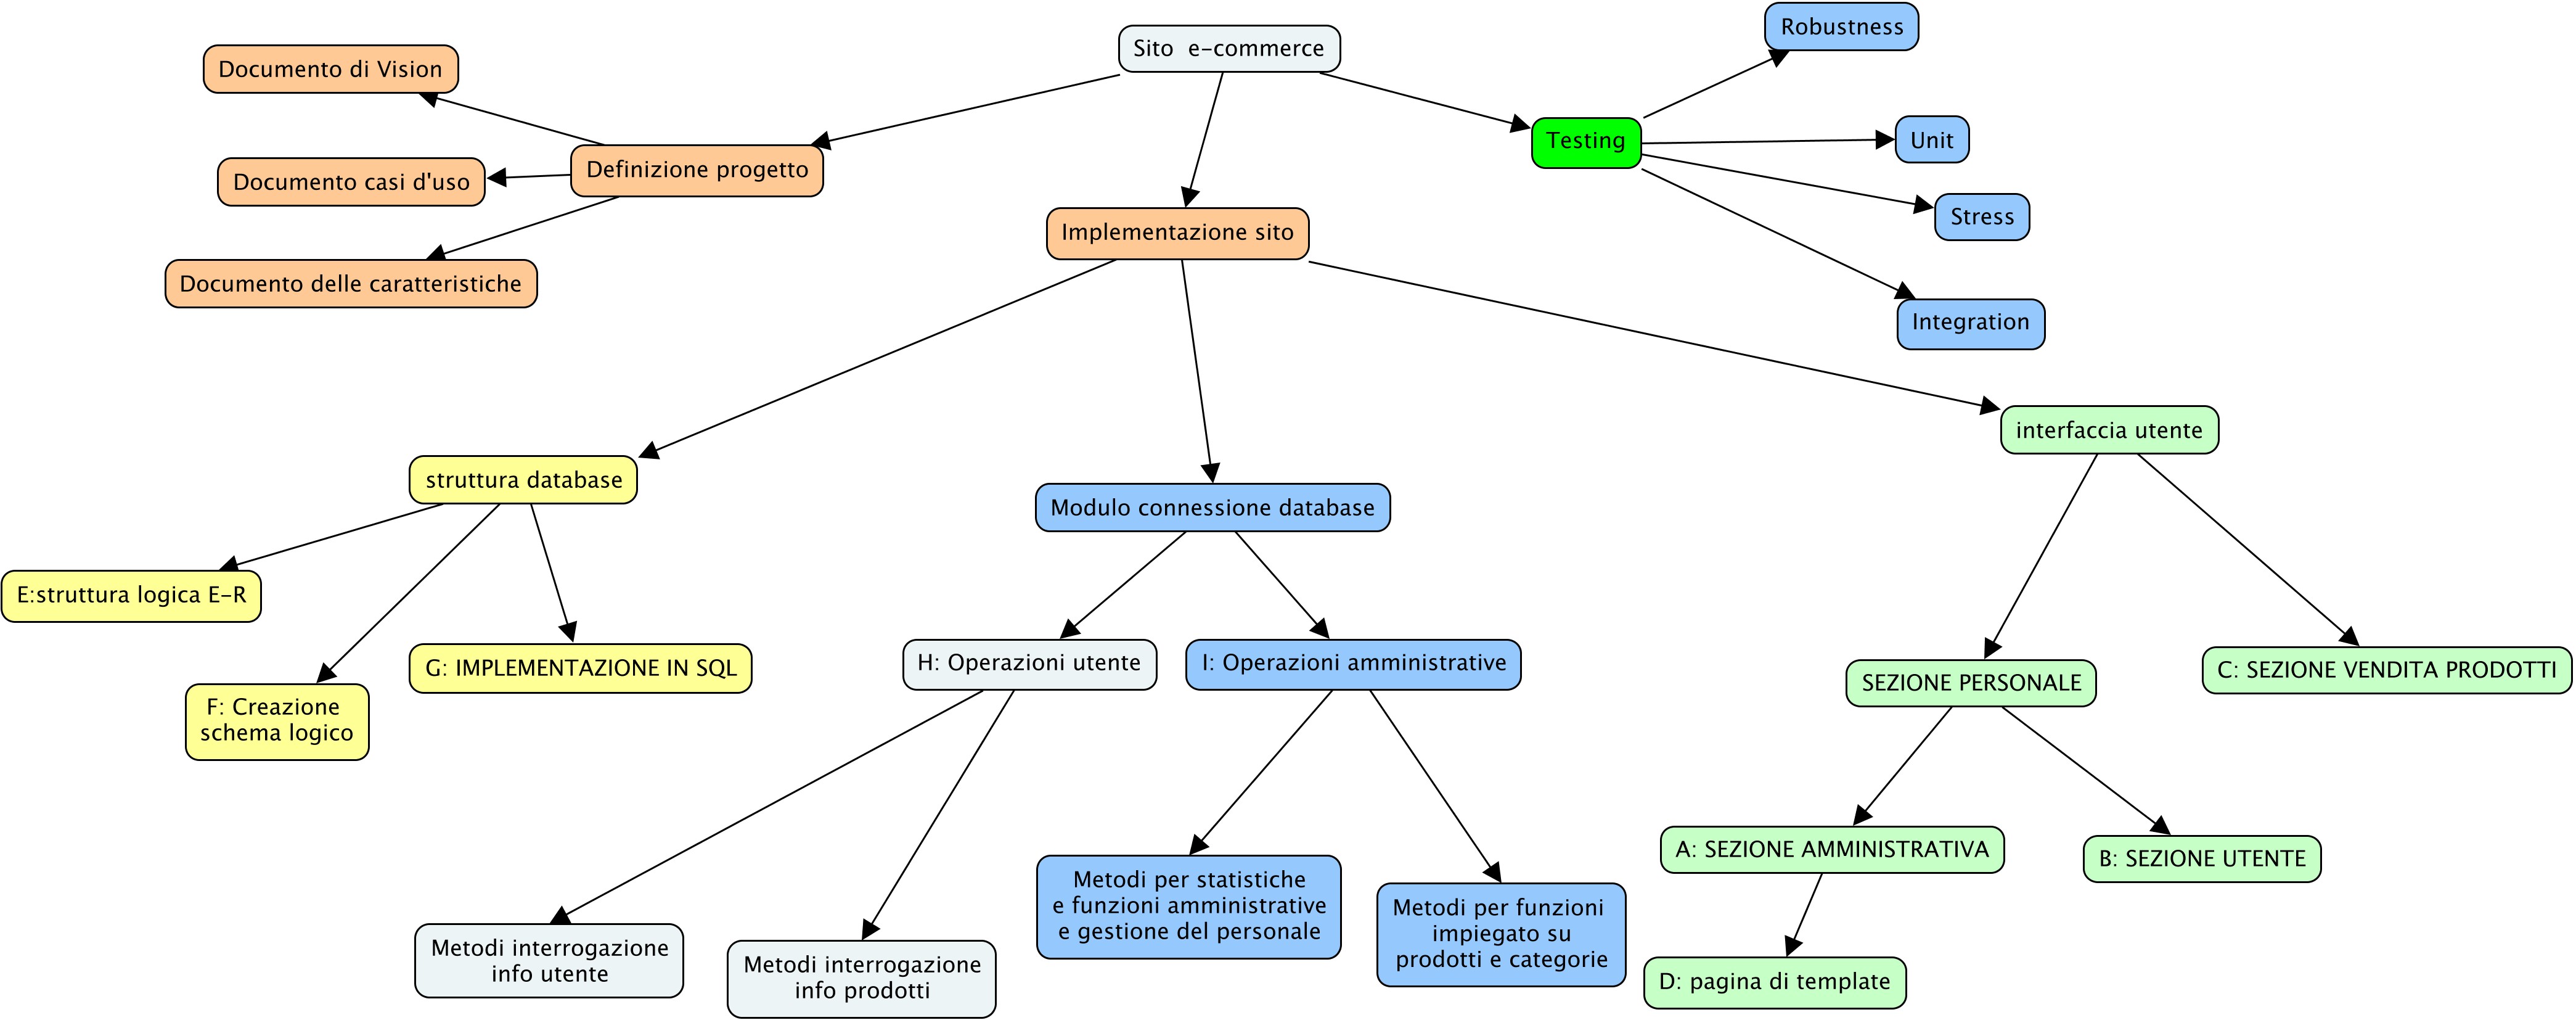 Sito  e-commerce
Robustness
Documento di Vision
Testing
Unit
Definizione progetto
Documento casi d'uso
Stress
Implementazione sito
Documento delle caratteristiche
Integration
interfaccia utente
struttura database
Modulo connessione database
E:struttura logica E-R
G: IMPLEMENTAZIONE IN SQL
H: Operazioni utente
I: Operazioni amministrative
SEZIONE PERSONALE
C: SEZIONE VENDITA PRODOTTI
F: Creazione
schema logico
A: SEZIONE AMMINISTRATIVA
B: SEZIONE UTENTE
Metodi interrogazione
info utente
Metodi interrogazione
info prodotti
Metodi per statistiche
e funzioni amministrative
e gestione del personale
Metodi per funzioni
impiegato su
prodotti e categorie
D: pagina di template